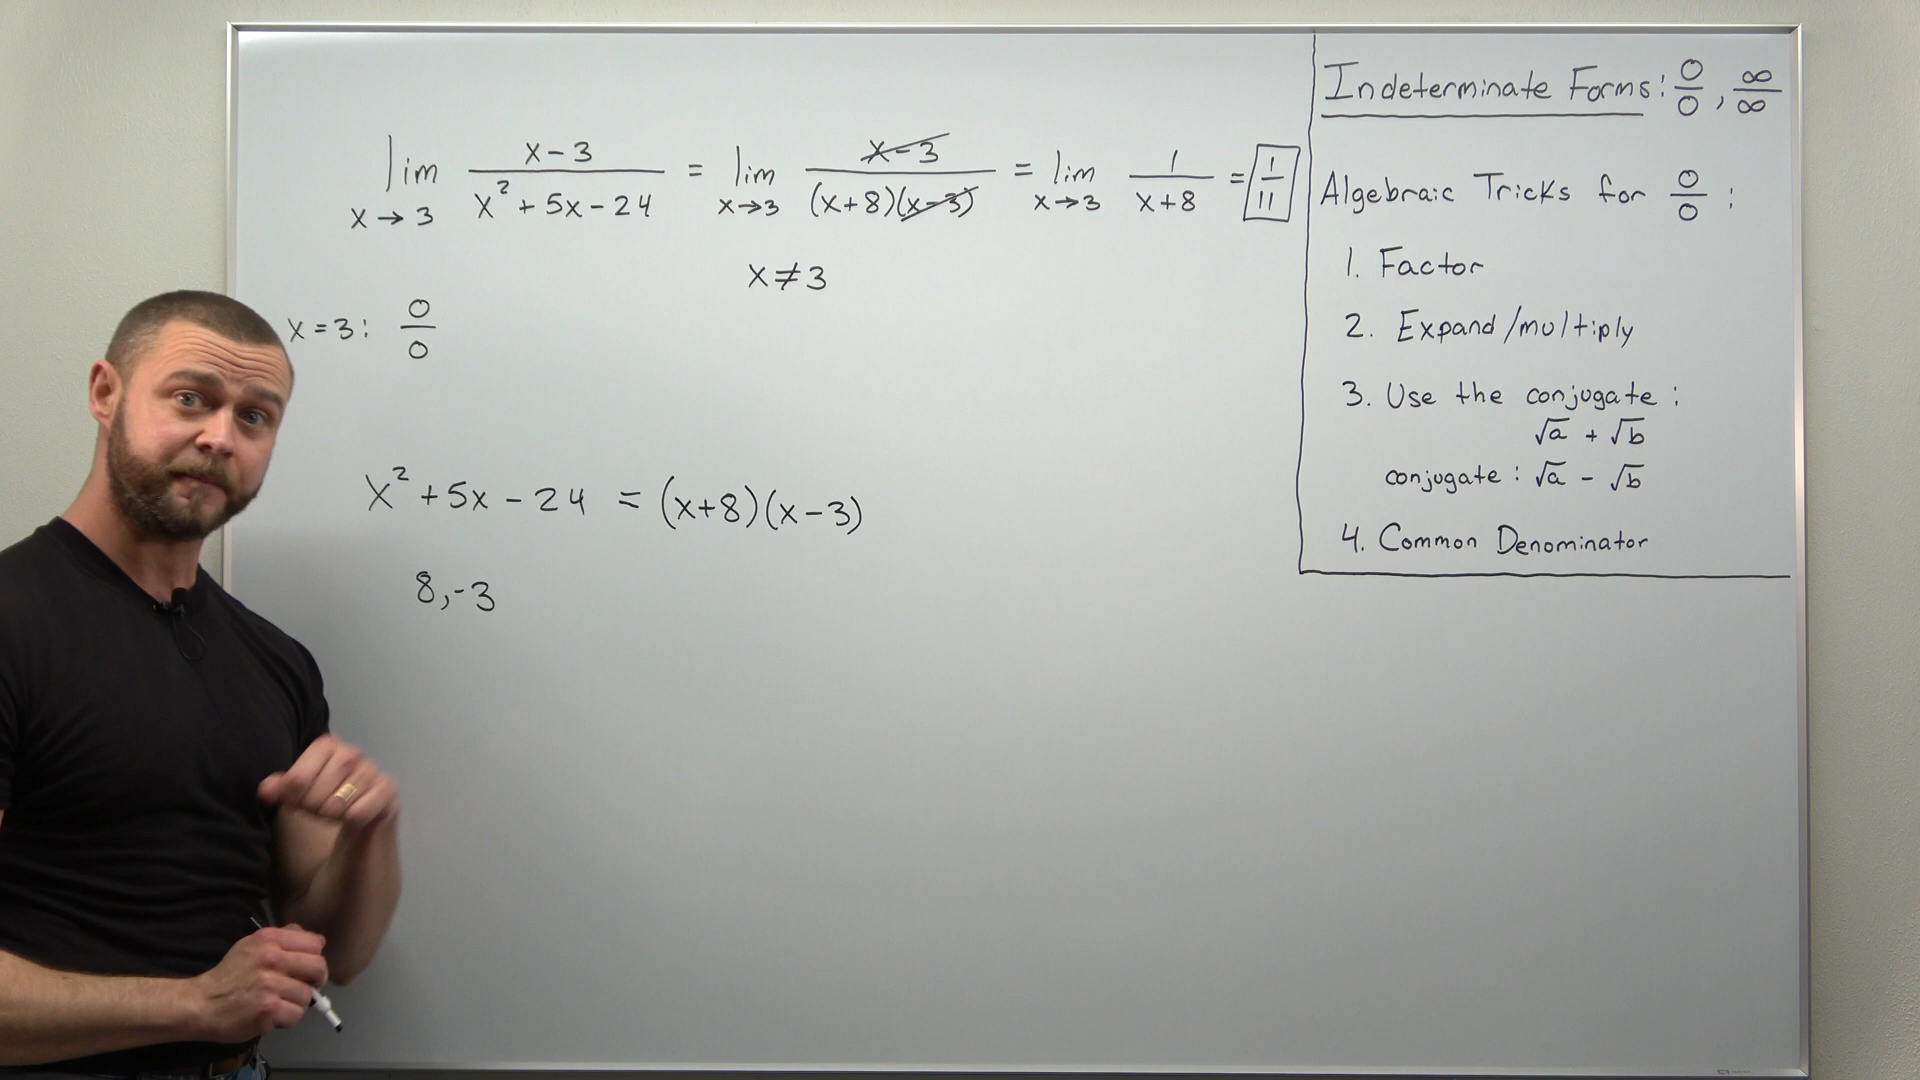 lim x→3 (x-3)/(x²+5x-24) = lim x→3 (x-3)/((x+8)(x-3)) = lim x→3 1/(x+8) = 1/11
x≠3
x=3: 0/0
x²+5x-24 = (x+8)(x-3)
8,-3
Indeterminate Forms: 0/0, ∞/∞
Algebraic Tricks for 0/0:
1. Factor
2. Expand/multiply
3. Use the conjugate:
√a + √b
conjugate: √a - √b
4. Common Denominator